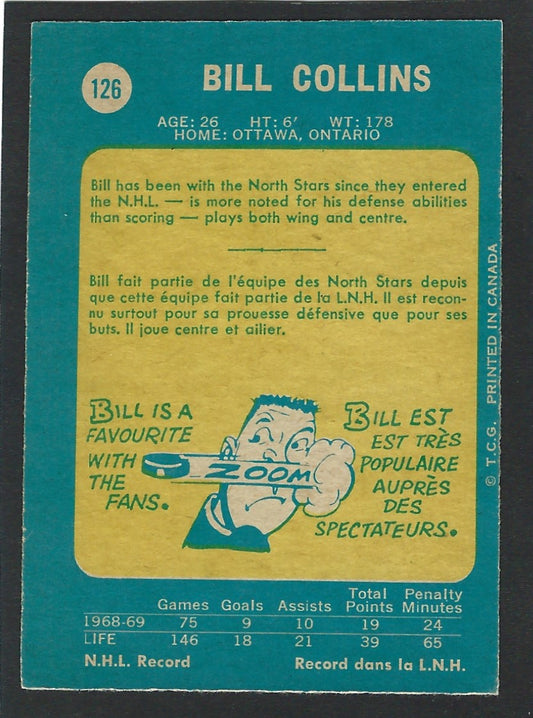 126
BILL COLLINS
AGE: 26 HT: 6' WT: 178
HOME: OTTAWA, ONTARIO
Bill has been with the North Stars since they entered
the N.H.L. — is more noted for his defense abilities
than scoring — plays both wing and centre.
Bill fait partie de l'équipe des North Stars depuis
que cette équipe fait partie de la L.N.H. Il est recon-
nu surtout pour sa prouesse défensive que pour ses
buts. Il joue centre et ailier.
BILL IS A
FAVOURITE
WITH
THE
FANS.
ZOOM
BILL EST
EST TRÈS
POPULAIRE
AUPRÈS
DES
SPECTATEURS.
© T.C.G. PRINTED IN CANADA
Games Goals Assists Total Points Penalty Minutes
1968-69 75 9 10 19 24
LIFE 146 18 21 39 65
N.H.L. Record Record dans la L.N.H.